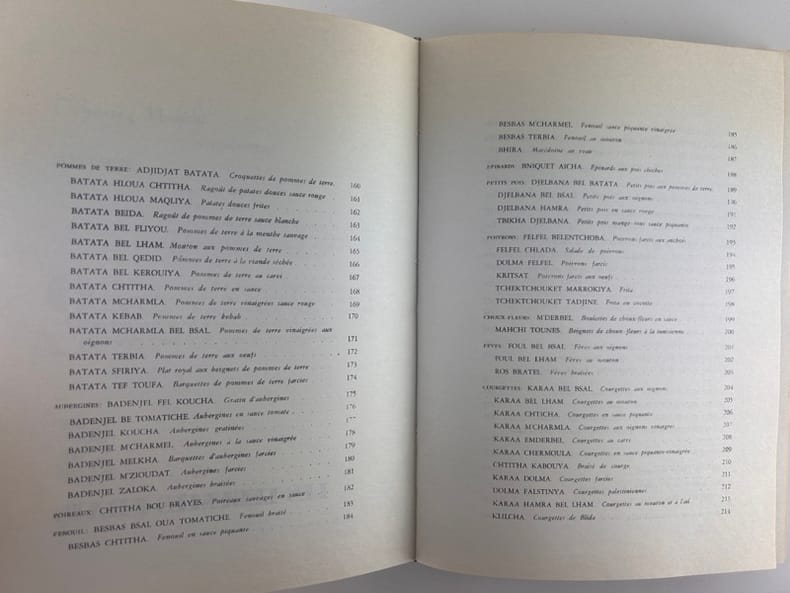 POMMES DE TERRE: ADJIDJAT BATATA. Croquettes de pommes de terre. 160
BATATA HLOUA CHTITHA. Ragoût de patates douces sauce rouge 161
BATATA HLOUA MAQLIYA. Patates douces frites 162
BATATA BEIDA. Ragoût de pommes de terre sauce blanche 163
BATATA BEL FLIYOU. Pommes de terre à la menthe sauvage 164
BATATA BEL LHAM. Mouton aux pommes de terre 165
BATATA BEL QEDID. Pommes de terre à la viande séchée 166
BATATA BEL KEROUIYA. Pommes de terre au carvi 167
BATATA CHTITHA. Pommes de terre en sauce 168
BATATA MCHARMLA. Pommes de terre vinaigrées sauce rouge 169
BATATA KEBAB. Pommes de terre kebab 170
BATATA MCHARMLA BEL BSAL. Pommes de terre vinaigrées aux
oignons 171
BATATA TERBIA. Pommes de terre aux oeufs 172
BATATA SFIRIYA. Plat royal aux beignets de pommes de terre 173
BATATA TEF TOUFA. Barquettes de pommes de terre farcies 174
AUBERGINES: BADENJEL FEL KOUCHA. Gratin d'aubergines 175
BADENJEL BE TOMATICHE. Aubergines en sauce tomate 176
BADENJEL KOUCHA. Aubergines gratinées 177
BADENJEL M'CHARMEL. Aubergines à la sauce vinaigrée 178
BADENJEL MELKHA. Barquettes d'aubergines farcies 179
BADENJEL M'ZIOUDAT. Aubergines farcies 180
BADENJEL ZALOKA. Aubergines braisées 181
POIREAUX: CHTITHA BOU BRAYES. Poireaux sauvages en sauce 182
FENOUIL: BESBAS BSAL OUA TOMATICHE. Fenouil braisé 183
BESBAS CHTITHA. Fenouil en sauce piquante 184
BESBAS M'CHARMEL. Fenouil sauce piquante vinaigrée 185
BESBAS TERBIA. Fenouil au mouton 186
BHIRA. Macédoine au veau 187
EPINARDS: BNIQUET AICHA. Epinards aux pois chiches 188
PETITS POIS: DJELBANA BEL BATATA. Petits pois aux pommes de terre 189
DJELBANA BEL BSAL. Petits pois aux oignons 190
DJELBANA HAMRA. Petits pois en sauce rouge 191
TBIKHA DJELBANA. Petits pois mange-tout sauce piquante 192
POIVRONS: FELFEL BELENTCHOBA. Poivrons farcis aux anchois 193
FELFEL CHLADA. Salade de poivrons 194
DOLMA FELFEL. Poivrons farcis 195
KRITSAT. Poivrons farcis aux oeufs 196
TCHEKTCHOUKET MARROKIYA. Frita 197
TCHEKTCHOUKET TADJINE. Frita en cocotte 198
CHOUX-FLEURS: M'DERBEL. Boulettes de choux-fleurs en sauce 199
MAHCHI TOUNES. Beignets de choux-fleurs à la tunisienne 200
FEVES: FOUL BEL BSAL. Fèves aux oignons 201
FOUL BEL LHAM. Fèves au mouton 202
ROS BRATEL. Fèves braisées 203
COURGETTES: KARAA BEL BSAL. Courgettes aux oignons 204
KARAA BEL LHAM. Courgettes au mouton 205
KARAA CHTICHA. Courgettes en sauce piquante 206
KARAA M'CHARMLA. Courgettes aux oignons vinaigrés 207
KARAA EMDERBEL. Courgettes au carvi 208
KARAA CHERMOULA. Courgettes en sauce piquante-vinaigrée 209
CHTITHA KABOUYA. Braisé de courge 210
KARAA DOLMA. Courgettes farcies 211
DOLMA FALSTINYA. Courgettes palestiniennes 212
KARAA HAMRA BEL LHAM. Courgettes au mouton et à l'ail 213
KULCHA. Courgettes de Blida 214